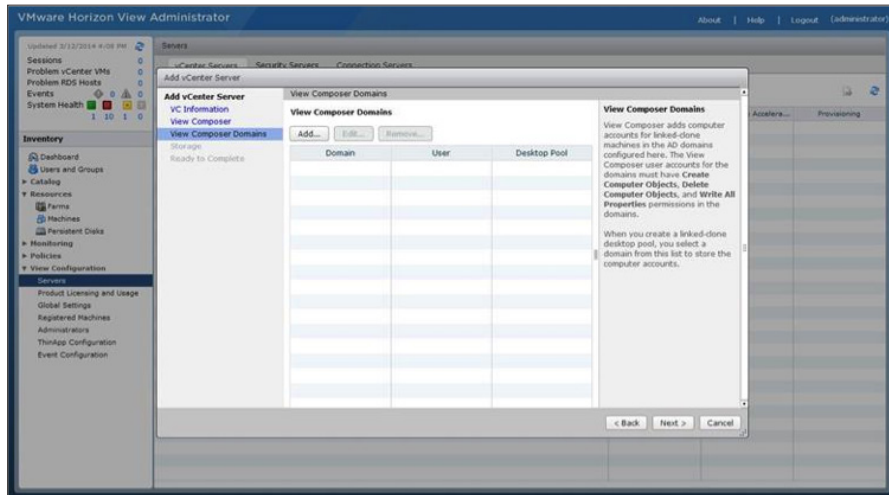 VMware Horizon View Administrator
About | Help | Logout (administrator)
Updated 3/12/2014 4:08 PM
Sessions 0
Problem vCenter VMs 0
Problem RDS Hosts 0
Events 0 0
System Health
1 10 1 0
Inventory
Dashboard
Users and Groups
Catalog
Resources
Farms
Machines
Persistent Disks
Monitoring
Policies
View Configuration
Servers
Product Licensing and Usage
Global Settings
Registered Machines
Administrators
ThinApp Configuration
Event Configuration
Servers
vCenter Servers Security Servers Connection Servers
Accelera... Provisioning
Add vCenter Server
Add vCenter Server
VC Information
View Composer
View Composer Domains
Storage
Ready to Complete
View Composer Domains
View Composer Domains
Add... Edit... Remove...
Domain User Desktop Pool
View Composer Domains
View Composer adds computer
accounts for linked-clone
machines in the AD domains
configured here. The View
Composer user accounts for the
domains must have Create
Computer Objects, Delete
Computer Objects, and Write All
Properties permissions in the
domains.
When you create a linked-clone
desktop pool, you select a
domain from this list to store the
computer accounts.
< Back Next > Cancel